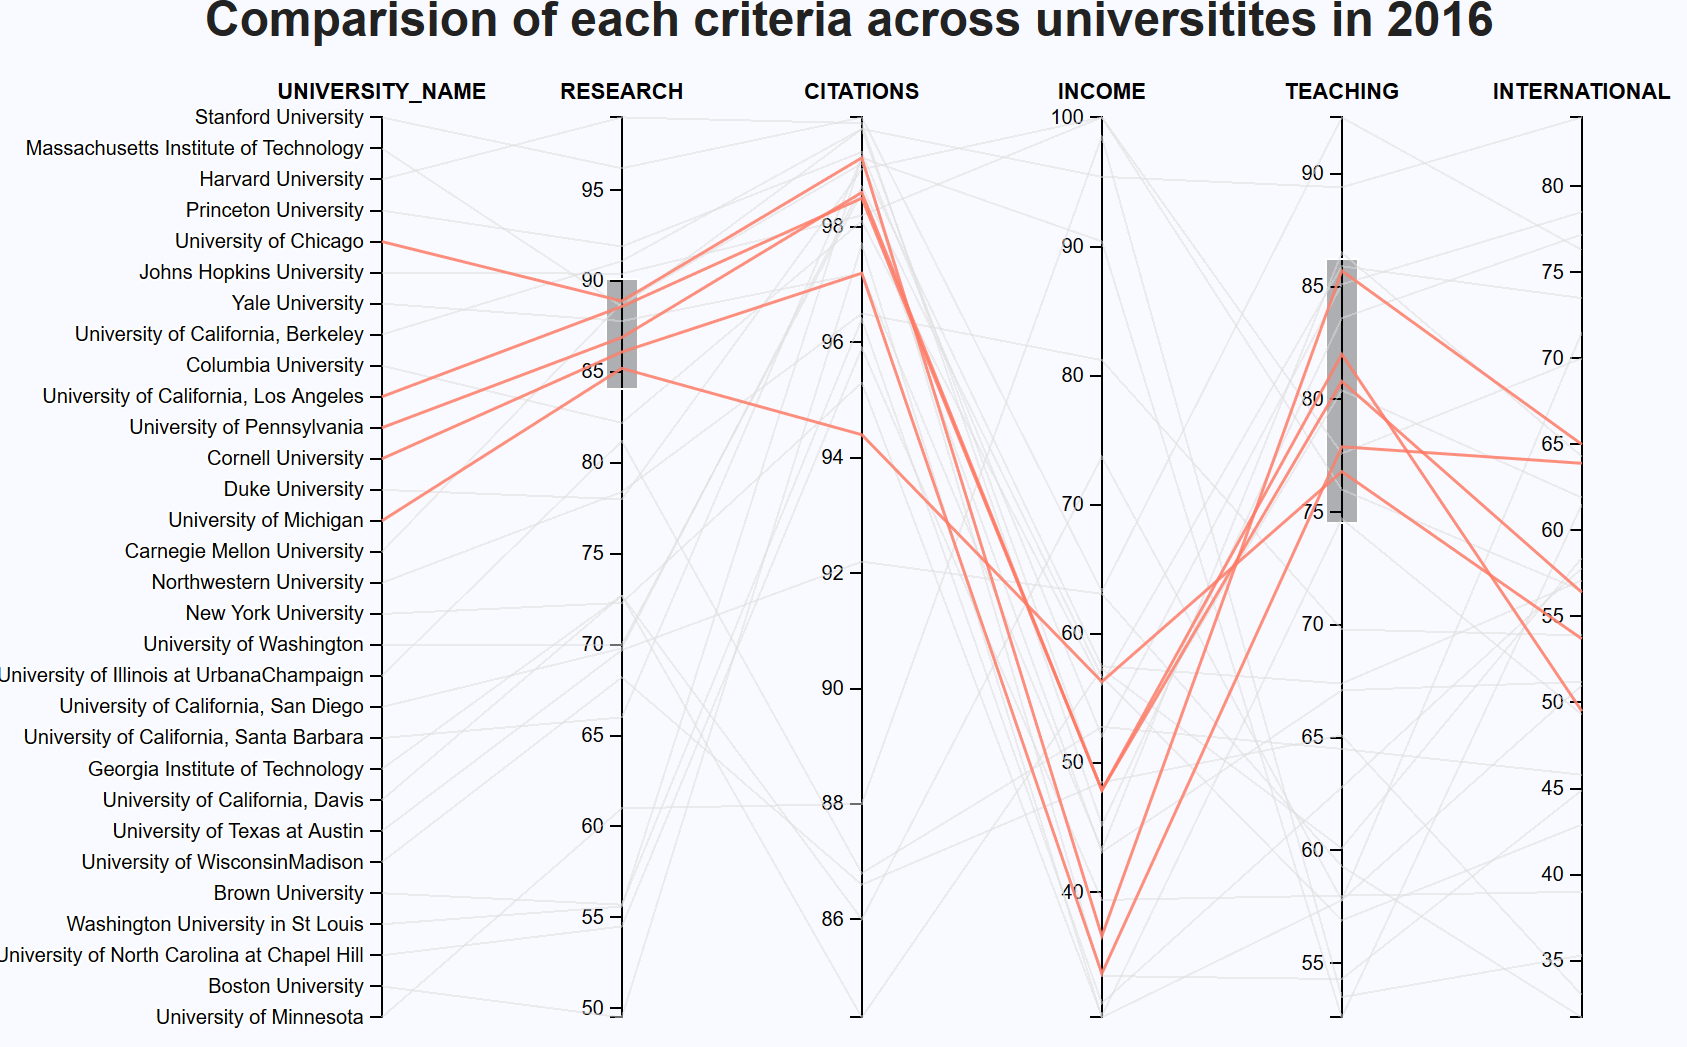 Comparision of each criteria across universitites in 2016
UNIVERSITY_NAME RESEARCH CITATIONS INCOME TEACHING INTERNATIONAL
Stanford University
Massachusetts Institute of Technology
Harvard University
Princeton University
University of Chicago
Johns Hopkins University
Yale University
University of California, Berkeley
Columbia University
University of California, Los Angeles
University of Pennsylvania
Cornell University
Duke University
University of Michigan
Carnegie Mellon University
Northwestern University
New York University
University of Washington
University of Illinois at UrbanaChampaign
University of California, San Diego
University of California, Santa Barbara
Georgia Institute of Technology
University of California, Davis
University of Texas at Austin
University of WisconsinMadison
Brown University
Washington University in St Louis
University of North Carolina at Chapel Hill
Boston University
University of Minnesota
95
90
85
80
75
70
65
60
55
50
98
96
94
92
90
88
86
100
90
80
70
60
50
40
90
85
80
75
70
65
60
55
80
75
70
65
60
55
50
45
40
35